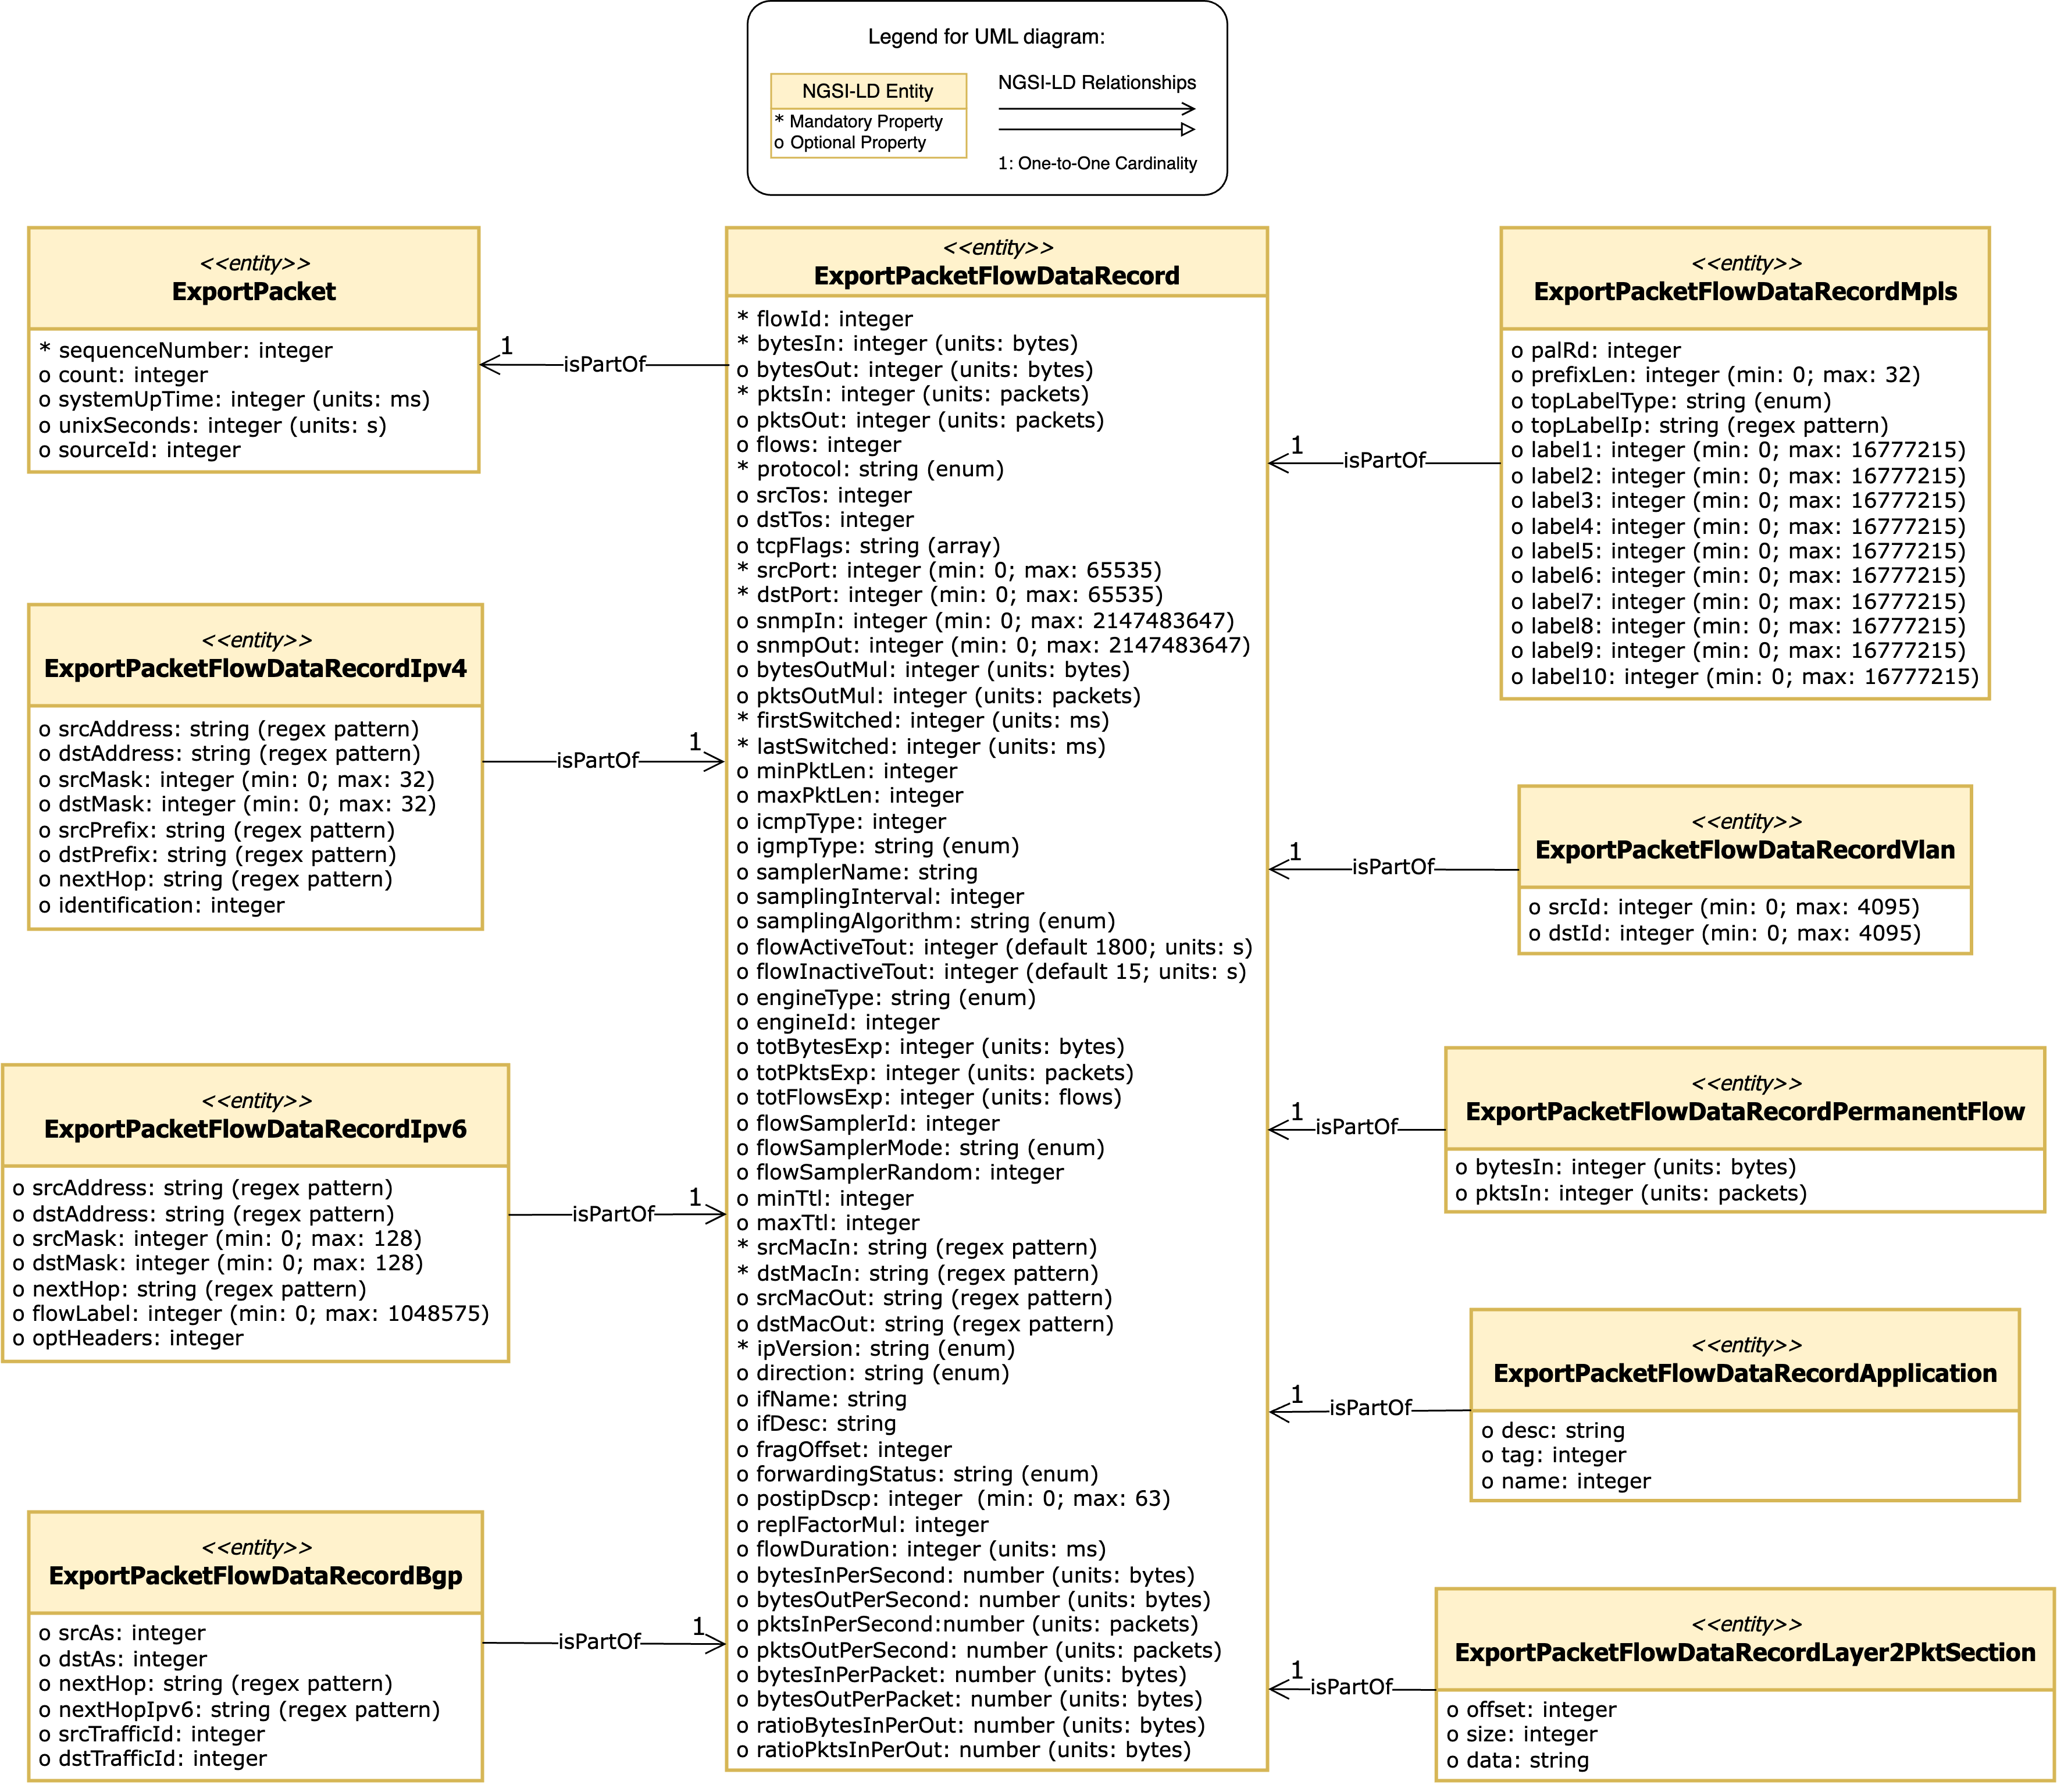 Legend for UML diagram:
NGSI-LD Entity
* Mandatory Property
o Optional Property
NGSI-LD Relationships
1: One-to-One Cardinality
<<entity>>
ExportPacket
* sequenceNumber: integer
o count: integer
o systemUpTime: integer (units: ms)
o unixSeconds: integer (units: s)
o sourceId: integer
1
isPartOf
<<entity>>
ExportPacketFlowDataRecordIpv4
o srcAddress: string (regex pattern)
o dstAddress: string (regex pattern)
o srcMask: integer (min: 0; max: 32)
o dstMask: integer (min: 0; max: 32)
o srcPrefix: string (regex pattern)
o dstPrefix: string (regex pattern)
o nextHop: string (regex pattern)
o identification: integer
isPartOf
1
<<entity>>
ExportPacketFlowDataRecordIpv6
o srcAddress: string (regex pattern)
o dstAddress: string (regex pattern)
o srcMask: integer (min: 0; max: 128)
o dstMask: integer (min: 0; max: 128)
o nextHop: string (regex pattern)
o flowLabel: integer (min: 0; max: 1048575)
o optHeaders: integer
isPartOf
1
<<entity>>
ExportPacketFlowDataRecordBgp
o srcAs: integer
o dstAs: integer
o nextHop: string (regex pattern)
o nextHopIpv6: string (regex pattern)
o srcTrafficId: integer
o dstTrafficId: integer
isPartOf
1
<<entity>>
ExportPacketFlowDataRecord
* flowId: integer
* bytesIn: integer (units: bytes)
o bytesOut: integer (units: bytes)
* pktsIn: integer (units: packets)
o pktsOut: integer (units: packets)
o flows: integer
* protocol: string (enum)
o srcTos: integer
o dstTos: integer
o tcpFlags: string (array)
* srcPort: integer (min: 0; max: 65535)
* dstPort: integer (min: 0; max: 65535)
o snmpIn: integer (min: 0; max: 2147483647)
o snmpOut: integer (min: 0; max: 2147483647)
o bytesOutMul: integer (units: bytes)
o pktsOutMul: integer (units: packets)
* firstSwitched: integer (units: ms)
* lastSwitched: integer (units: ms)
o minPktLen: integer
o maxPktLen: integer
o icmpType: integer
o igmpType: string (enum)
o samplerName: string
o samplingInterval: integer
o samplingAlgorithm: string (enum)
o flowActiveTout: integer (default 1800; units: s)
o flowInactiveTout: integer (default 15; units: s)
o engineType: string (enum)
o engineId: integer
o totBytesExp: integer (units: bytes)
o totPktsExp: integer (units: packets)
o totFlowsExp: integer (units: flows)
o flowSamplerId: integer
o flowSamplerMode: string (enum)
o flowSamplerRandom: integer
o minTtl: integer
o maxTtl: integer
* srcMacIn: string (regex pattern)
* dstMacIn: string (regex pattern)
o srcMacOut: string (regex pattern)
o dstMacOut: string (regex pattern)
* ipVersion: string (enum)
o direction: string (enum)
o ifName: string
o ifDesc: string
o fragOffset: integer
o forwardingStatus: string (enum)
o postipDscp: integer (min: 0; max: 63)
o replFactorMul: integer
o flowDuration: integer (units: ms)
o bytesInPerSecond: number (units: bytes)
o bytesOutPerSecond: number (units: bytes)
o pktsInPerSecond:number (units: packets)
o pktsOutPerSecond: number (units: packets)
o bytesInPerPacket: number (units: bytes)
o bytesOutPerPacket: number (units: bytes)
o ratioBytesInPerOut: number (units: bytes)
o ratioPktsInPerOut: number (units: bytes)
<<entity>>
ExportPacketFlowDataRecordMpls
o palRd: integer
o prefixLen: integer (min: 0; max: 32)
o topLabelType: string (enum)
o topLabelIp: string (regex pattern)
o label1: integer (min: 0; max: 16777215)
o label2: integer (min: 0; max: 16777215)
o label3: integer (min: 0; max: 16777215)
o label4: integer (min: 0; max: 16777215)
o label5: integer (min: 0; max: 16777215)
o label6: integer (min: 0; max: 16777215)
o label7: integer (min: 0; max: 16777215)
o label8: integer (min: 0; max: 16777215)
o label9: integer (min: 0; max: 16777215)
o label10: integer (min: 0; max: 16777215)
1
isPartOf
<<entity>>
ExportPacketFlowDataRecordVlan
o srcId: integer (min: 0; max: 4095)
o dstId: integer (min: 0; max: 4095)
1
isPartOf
<<entity>>
ExportPacketFlowDataRecordPermanentFlow
o bytesIn: integer (units: bytes)
o pktsIn: integer (units: packets)
1
isPartOf
<<entity>>
ExportPacketFlowDataRecordApplication
o desc: string
o tag: integer
o name: integer
1
isPartOf
<<entity>>
ExportPacketFlowDataRecordLayer2PktSection
o offset: integer
o size: integer
o data: string
1
isPartOf